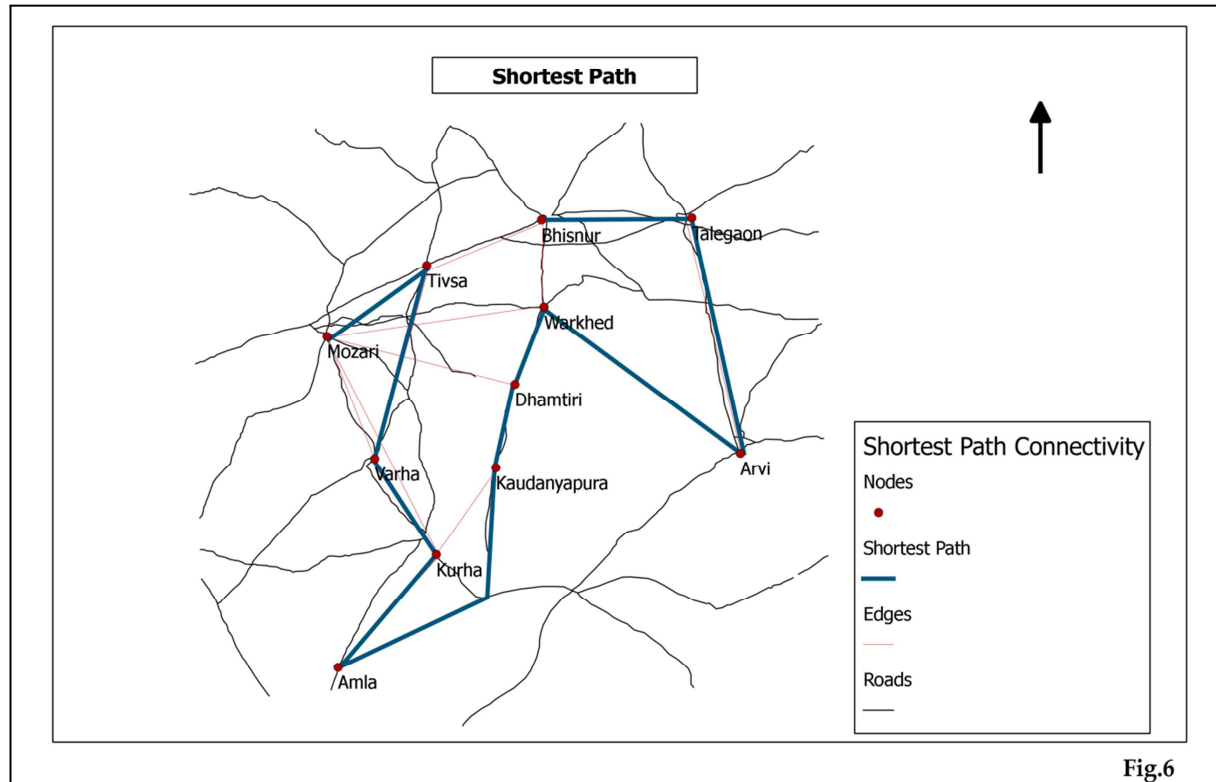 Shortest Path
Bhisnur
Talegaon
Tivsa
Warkhed
Mozari
Dhamtiri
Varha
Kaudanyapura
Arvi
Kurha
Amla
Shortest Path Connectivity
Nodes
Shortest Path
Edges
Roads
Fig.6